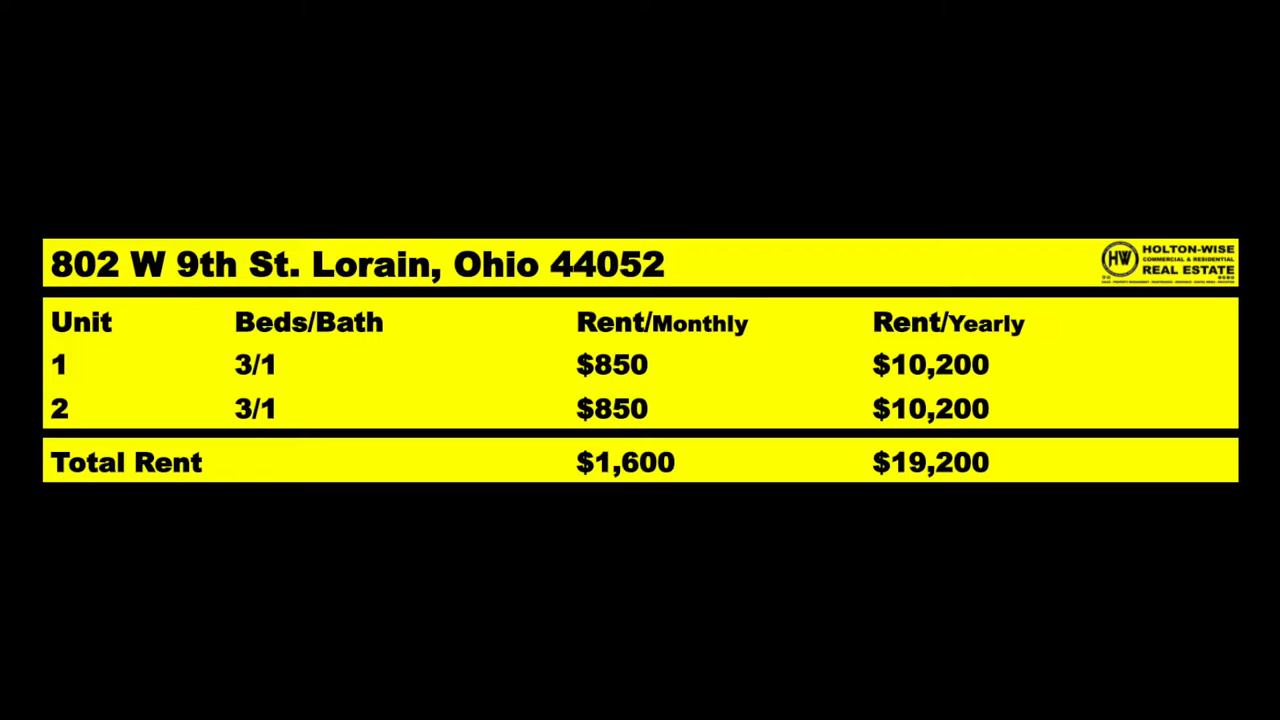 802 W 9th St. Lorain, Ohio 44052
HOLTON-WISE
COMMERCIAL & RESIDENTIAL
REAL ESTATE
Unit Beds/Bath Rent/Monthly Rent/Yearly
1 3/1 $850 $10,200
2 3/1 $850 $10,200
Total Rent $1,600 $19,200